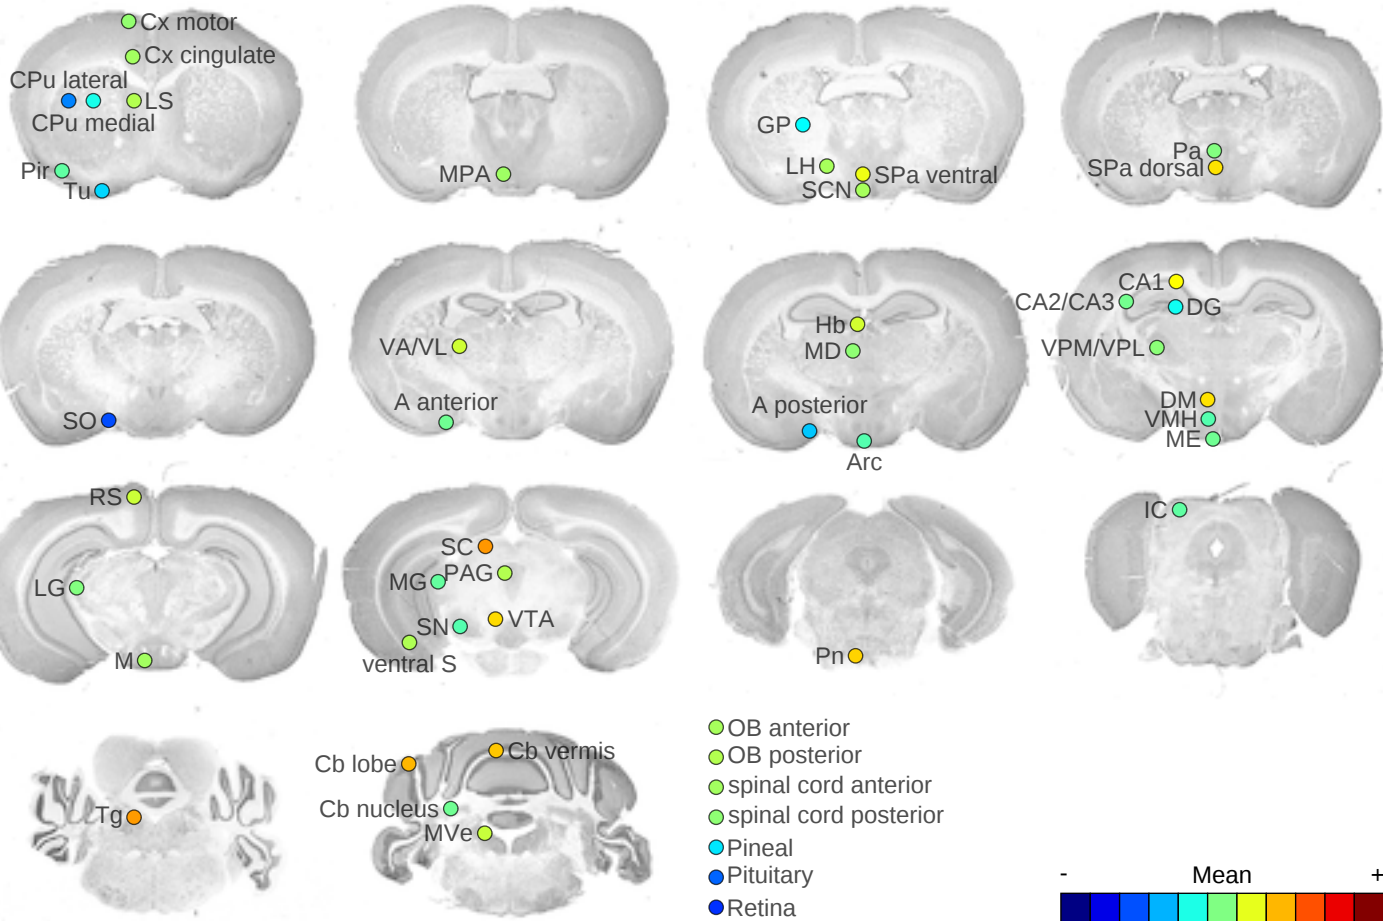 Cx motor
Cx cingulate
CPu lateral
LS
CPu medial
Pir
Tu
MPA
GP
LH
SPa ventral
SCN
Pa
SPa dorsal
SO
VA/VL
A anterior
Hb
MD
A posterior
Arc
CA1
CA2/CA3
DG
VPM/VPL
DM
VMH
ME
RS
LG
M
SC
MG
PAG
SN
VTA
ventral S
Pn
IC
Tg
Cb lobe
Cb vermis
Cb nucleus
MVe
OB anterior
OB posterior
spinal cord anterior
spinal cord posterior
Pineal
Pituitary
Retina
- Mean +